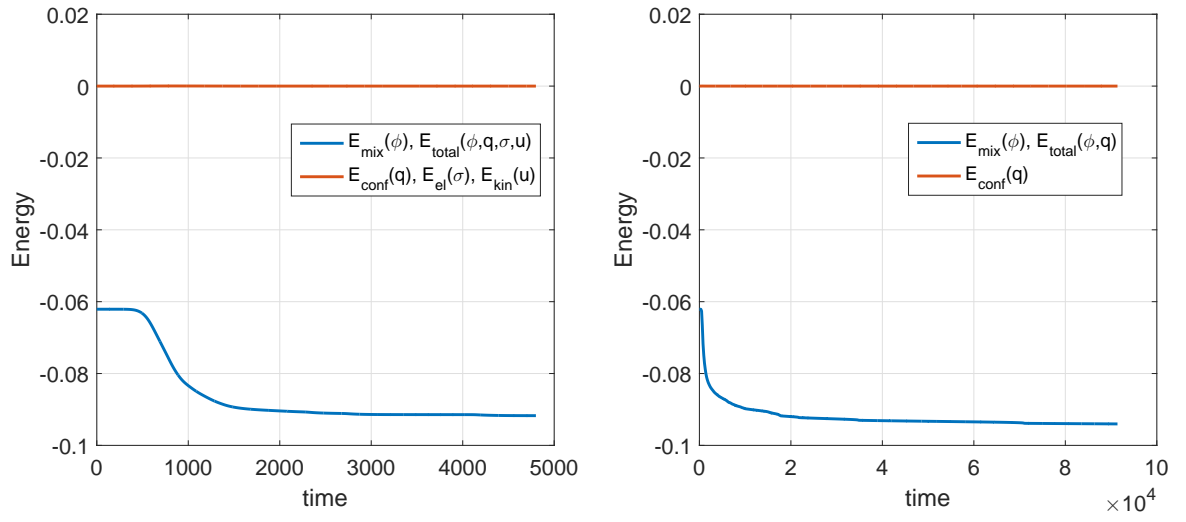 0.02
0
-0.02
-0.04
-0.06
-0.08
-0.1
Energy
0 1000 2000 3000 4000 5000
time
E_mix(ϕ), E_total(ϕ,q,σ,u)
E_conf(q), E_el(σ), E_kin(u)
0.02
0
-0.02
-0.04
-0.06
-0.08
-0.1
Energy
0 2 4 6 8 10
time
×10^4
E_mix(ϕ), E_total(ϕ,q)
E_conf(q)